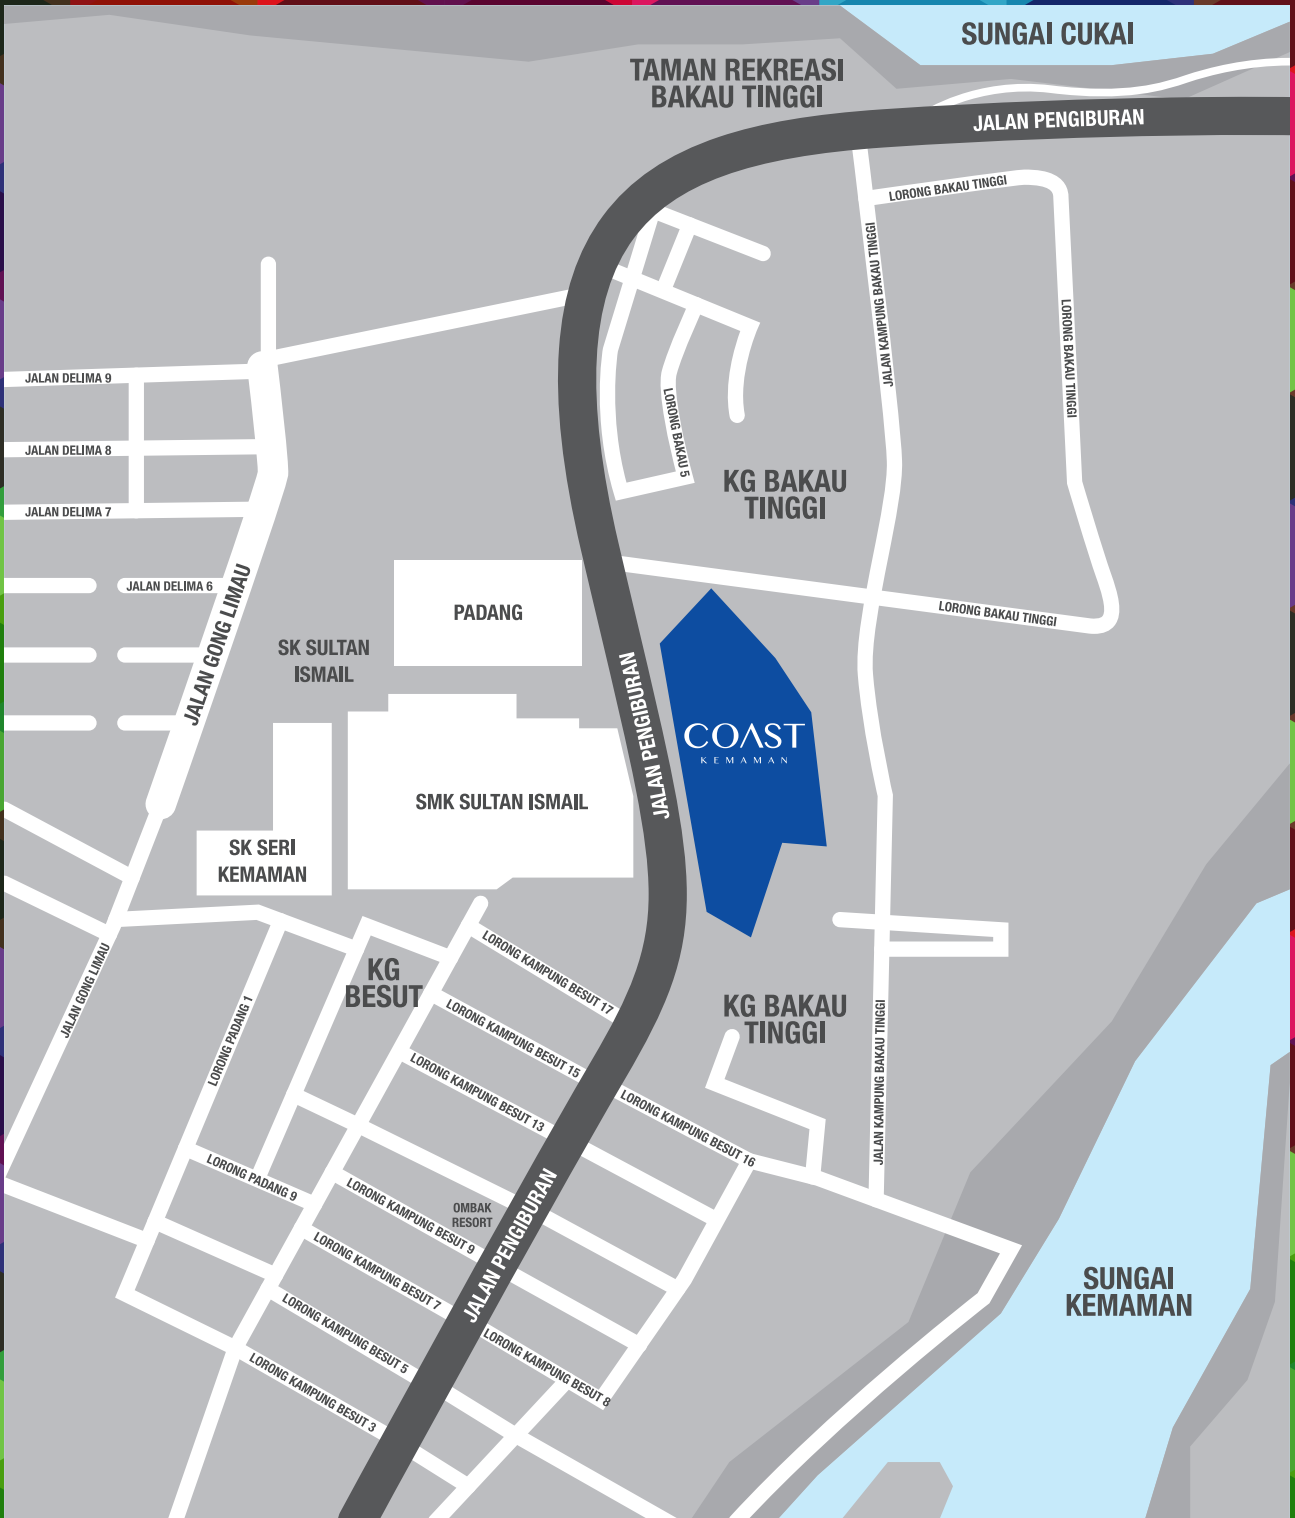 SUNGAI CUKAI
TAMAN REKREASI
BAKAU TINGGI
JALAN PENGIBURAN
LORONG BAKAU TINGGI
JALAN KAMPUNG BAKAU TINGGI
LORONG BAKAU TINGGI
JALAN DELIMA 9
LORONG BAKAU 5
JALAN DELIMA 8
KG BAKAU
TINGGI
JALAN DELIMA 7
JALAN DELIMA 6
JALAN GONG LIMAU
PADANG
LORONG BAKAU TINGGI
SK SULTAN
ISMAIL
JALAN PENGIBURAN
COAST
KEMAMAN
SMK SULTAN ISMAIL
SK SERI
KEMAMAN
JALAN GONG LIMAU
KG
BESUT
LORONG KAMPUNG BESUT 17
KG BAKAU
TINGGI
LORONG PADANG 1
LORONG KAMPUNG BESUT 15
JALAN KAMPUNG BAKAU TINGGI
LORONG KAMPUNG BESUT 13
LORONG KAMPUNG BESUT 16
LORONG PADANG 9
LORONG KAMPUNG BESUT 9
OMBAK
RESORT
JALAN PENGIBURAN
LORONG KAMPUNG BESUT 7
SUNGAI
KEMAMAN
LORONG KAMPUNG BESUT 5
LORONG KAMPUNG BESUT 8
LORONG KAMPUNG BESUT 3